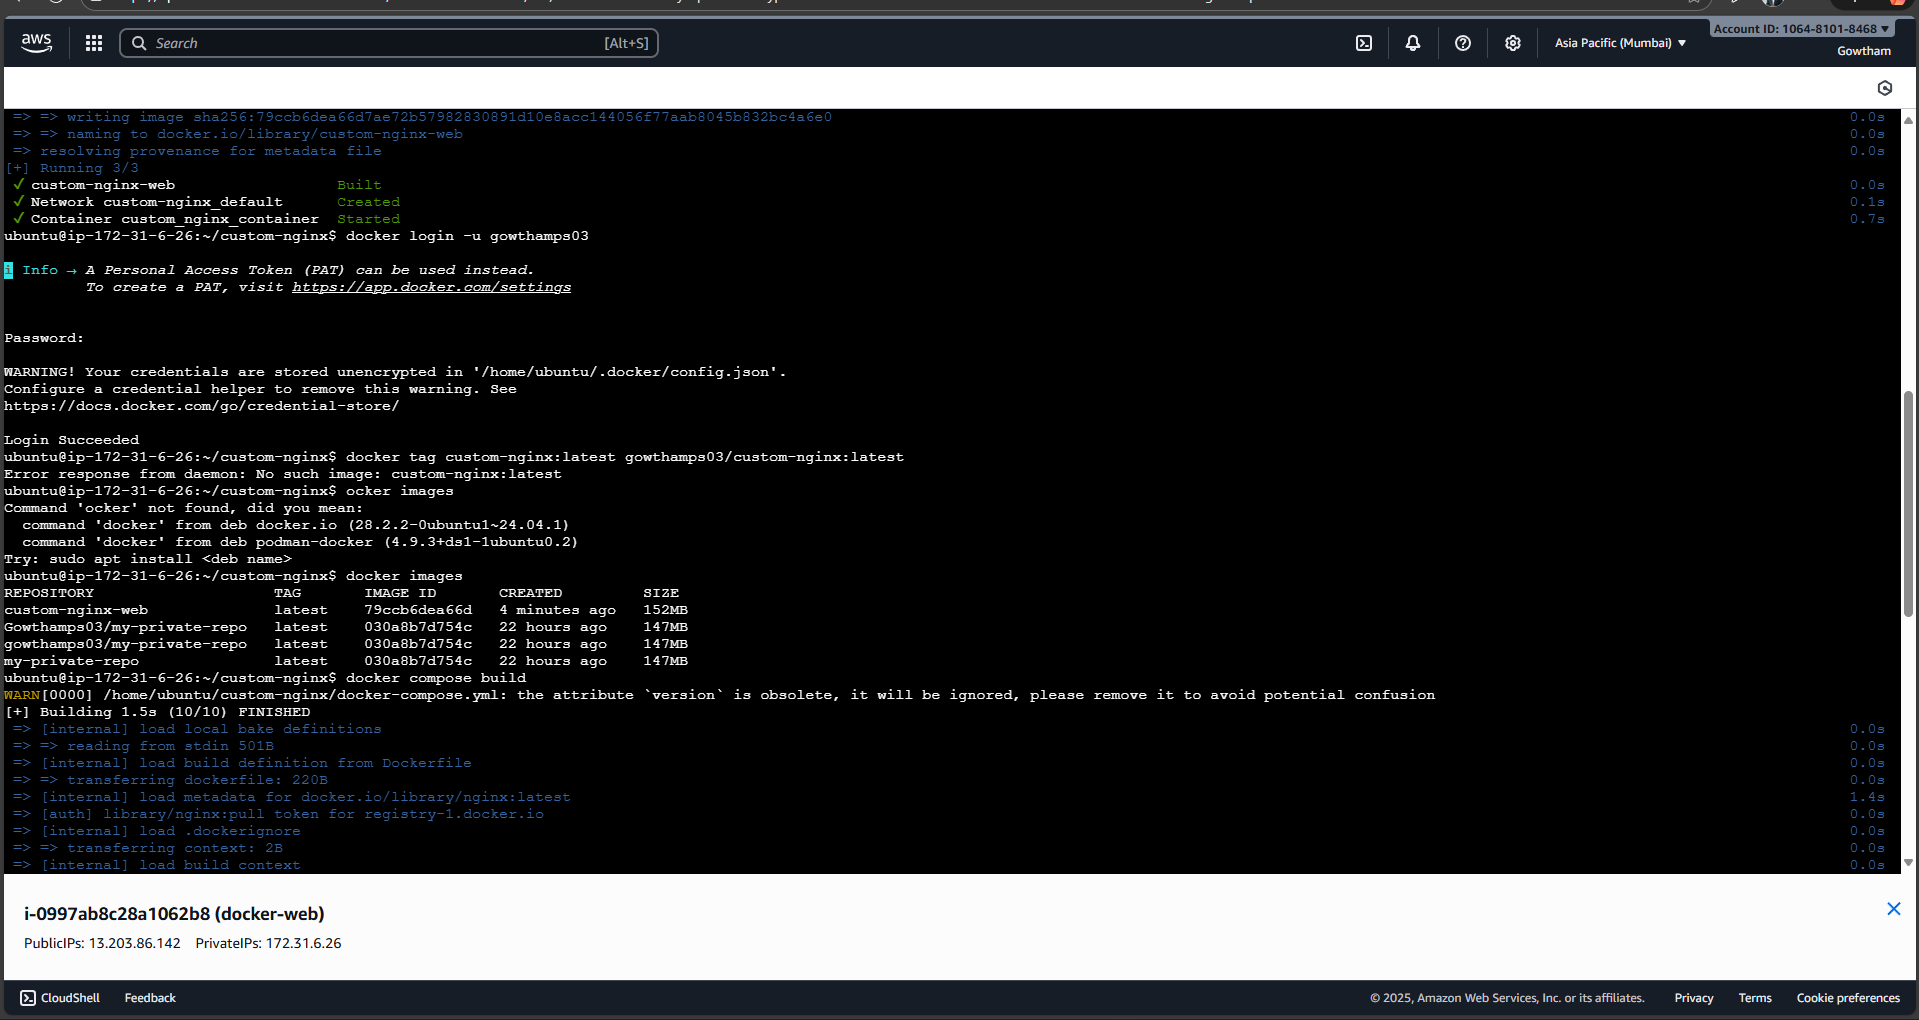 aws
Search
[Alt+S]
Asia Pacific (Mumbai) ▼
Account ID: 1064-8101-8468 ▼
Gowtham
=> => writing image sha256:79ccb6dea66d7ae72b57982830891d10e8acc144056f77aab8045b832bc4a6e0 0.0s
=> => naming to docker.io/library/custom-nginx-web 0.0s
=> resolving provenance for metadata file 0.0s
[+] Running 3/3
✓ custom-nginx-web Built 0.0s
✓ Network custom-nginx_default Created 0.1s
✓ Container custom_nginx_container Started 0.7s
ubuntu@ip-172-31-6-26:~/custom-nginx$ docker login -u gowthamps03
i Info → A Personal Access Token (PAT) can be used instead.
To create a PAT, visit https://app.docker.com/settings
Password:
WARNING! Your credentials are stored unencrypted in '/home/ubuntu/.docker/config.json'.
Configure a credential helper to remove this warning. See
https://docs.docker.com/go/credential-store/
Login Succeeded
ubuntu@ip-172-31-6-26:~/custom-nginx$ docker tag custom-nginx:latest gowthamps03/custom-nginx:latest
Error response from daemon: No such image: custom-nginx:latest
ubuntu@ip-172-31-6-26:~/custom-nginx$ ocker images
Command 'ocker' not found, did you mean:
command 'docker' from deb docker.io (28.2.2-0ubuntu1~24.04.1)
command 'docker' from deb podman-docker (4.9.3+ds1-1ubuntu0.2)
Try: sudo apt install <deb name>
ubuntu@ip-172-31-6-26:~/custom-nginx$ docker images
REPOSITORY TAG IMAGE ID CREATED SIZE
custom-nginx-web latest 79ccb6dea66d 4 minutes ago 152MB
Gowthamps03/my-private-repo latest 030a8b7d754c 22 hours ago 147MB
gowthamps03/my-private-repo latest 030a8b7d754c 22 hours ago 147MB
my-private-repo latest 030a8b7d754c 22 hours ago 147MB
ubuntu@ip-172-31-6-26:~/custom-nginx$ docker compose build
WARN[0000] /home/ubuntu/custom-nginx/docker-compose.yml: the attribute `version` is obsolete, it will be ignored, please remove it to avoid potential confusion
[+] Building 1.5s (10/10) FINISHED
=> [internal] load local bake definitions 0.0s
=> => reading from stdin 501B 0.0s
=> [internal] load build definition from Dockerfile 0.0s
=> => transferring dockerfile: 220B 0.0s
=> [internal] load metadata for docker.io/library/nginx:latest 1.4s
=> [auth] library/nginx:pull token for registry-1.docker.io 0.0s
=> [internal] load .dockerignore 0.0s
=> => transferring context: 2B 0.0s
=> [internal] load build context 0.0s
i-0997ab8c28a1062b8 (docker-web)
PublicIPs: 13.203.86.142 PrivateIPs: 172.31.6.26
CloudShell Feedback © 2025, Amazon Web Services, Inc. or its affiliates. Privacy Terms Cookie preferences